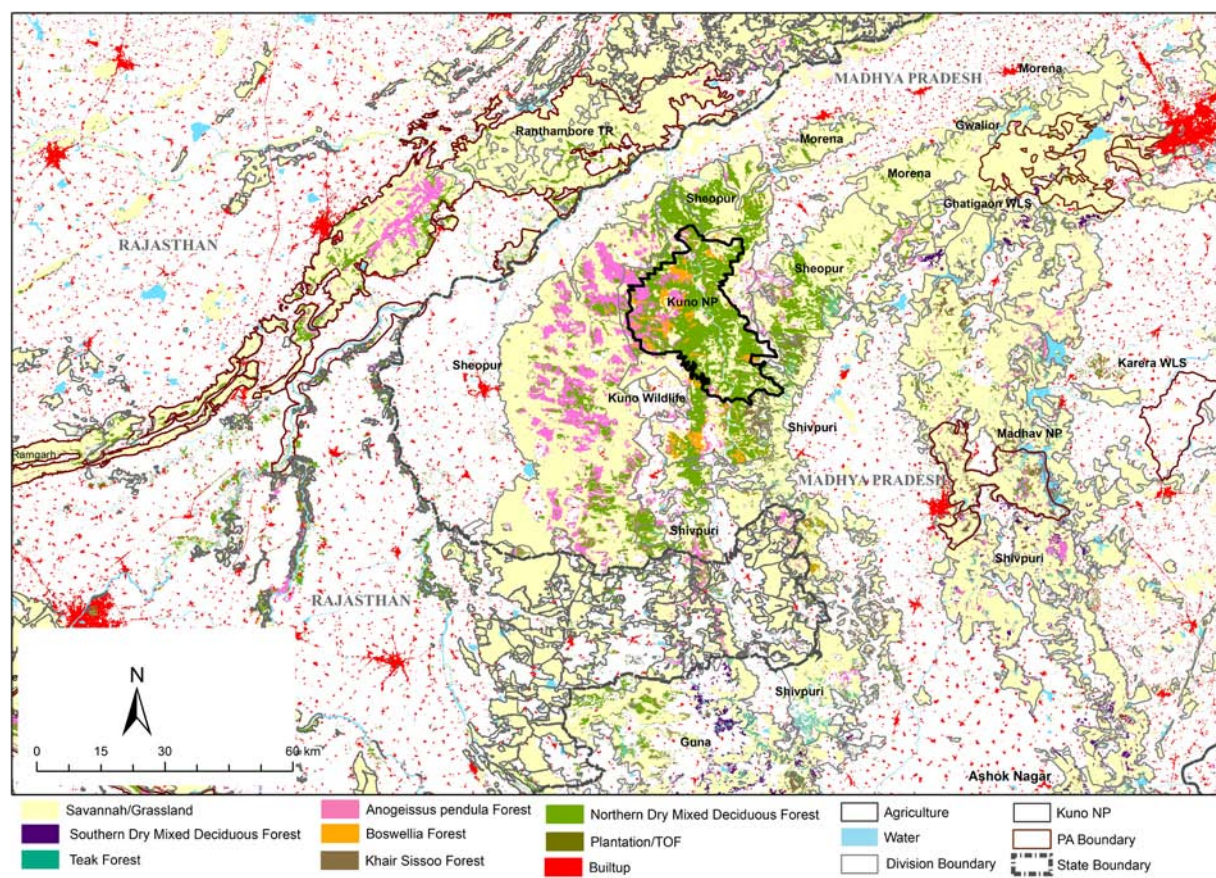 MADHYA PRADESH
Morena
Gwalior
Ranthambore TR
Morena
Morena
Sheopur
Ghatigaon WLS
RAJASTHAN
Sheopur
Kuno NP
Sheopur
Karera WLS
Kuno Wildlife
Shivpuri
Madhav NP
Ramgarh
MADHYA PRADESH
Shivpuri
Shivpuri
RAJASTHAN
Shivpuri
Guna
Ashok Nagar
N
0 15 30 60 km
Savannah/Grassland
Southern Dry Mixed Deciduous Forest
Teak Forest
Anogeissus pendula Forest
Boswellia Forest
Khair Sissoo Forest
Northern Dry Mixed Deciduous Forest
Plantation/TOF
Builtup
Agriculture
Water
Division Boundary
Kuno NP
PA Boundary
State Boundary